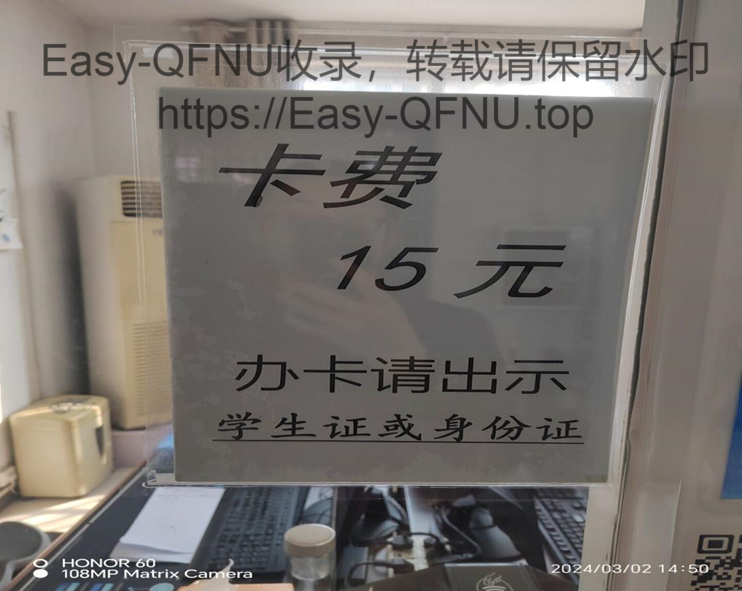 Easy-QFNU收录，转载请保留水印
https://Easy-QFNU.top
卡费
15 元
办卡请出示
学生证或身份证
HONOR 60
108MP Matrix Camera
2024/03/02 14:50